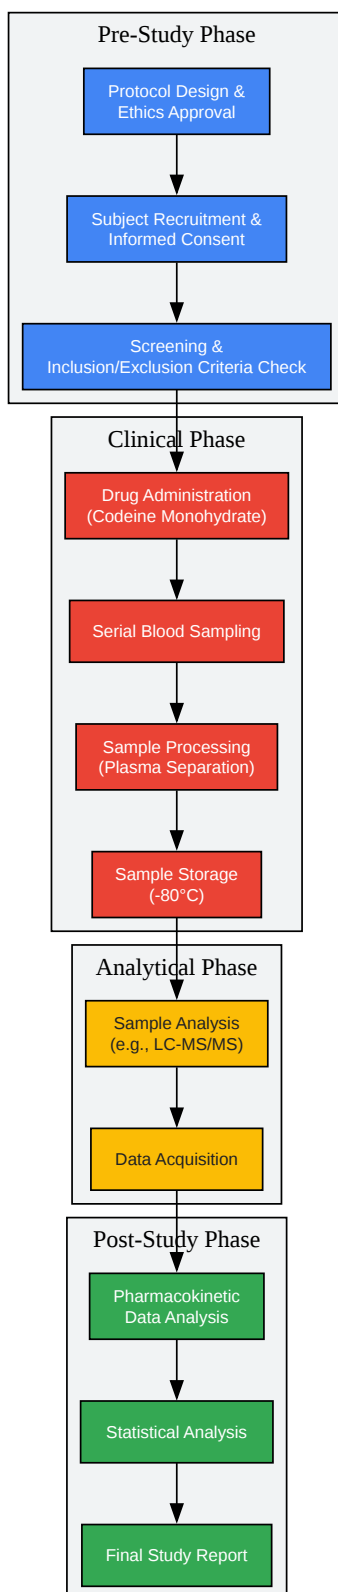 Pre-Study Phase
Protocol Design &
Ethics Approval
Subject Recruitment &
Informed Consent
Screening &
Inclusion/Exclusion Criteria Check
Clinical Phase
Drug Administration
(Codeine Monohydrate)
Serial Blood Sampling
Sample Processing
(Plasma Separation)
Sample Storage
(-80°C)
Analytical Phase
Sample Analysis
(e.g., LC-MS/MS)
Data Acquisition
Post-Study Phase
Pharmacokinetic
Data Analysis
Statistical Analysis
Final Study Report